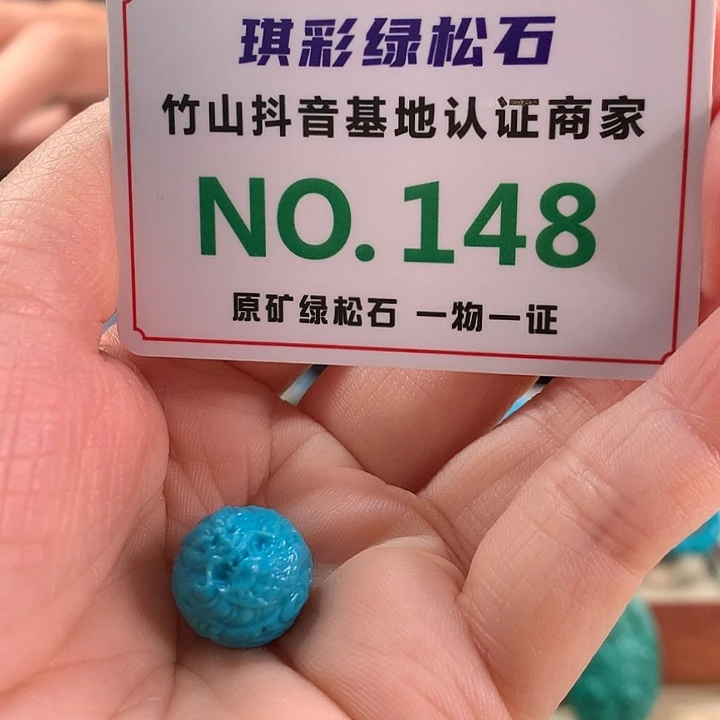 琪彩绿松石
竹山抖音基地认证商家
NO.148
原矿绿松石 一物一证